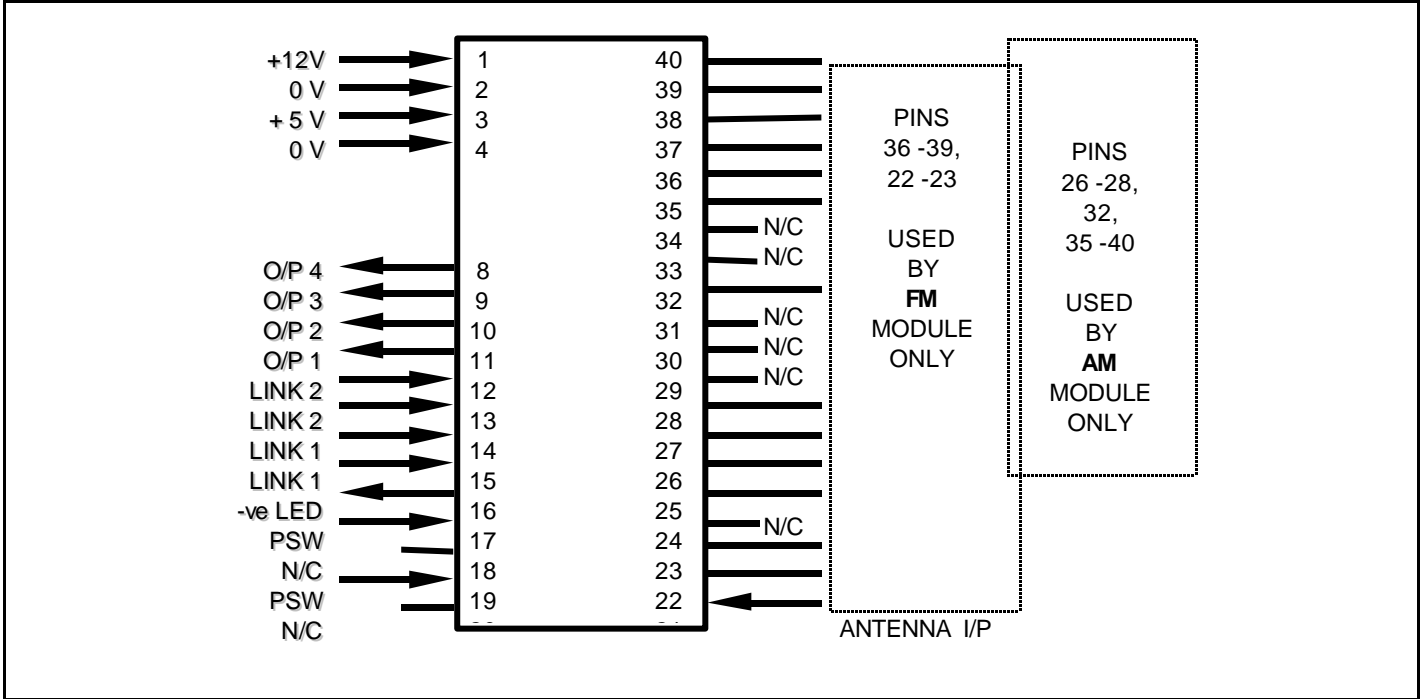 +12V 1 40
0 V 2 39
+ 5 V 3 38
0 V 4 37
36
35
34 N/C
33 N/C
O/P 4 8
O/P 3 9 32
O/P 2 10 31 N/C
O/P 1 11 30 N/C
LINK 2 12 29 N/C
LINK 2 13 28
LINK 1 14 27
LINK 1 15 26
-ve LED 16 25 N/C
PSW 17 24
N/C 18 23
PSW 19 22
N/C
PINS
36 -39,
22 -23
USED
BY
FM
MODULE
ONLY
PINS
26 -28,
32,
35 -40
USED
BY
AM
MODULE
ONLY
ANTENNA I/P